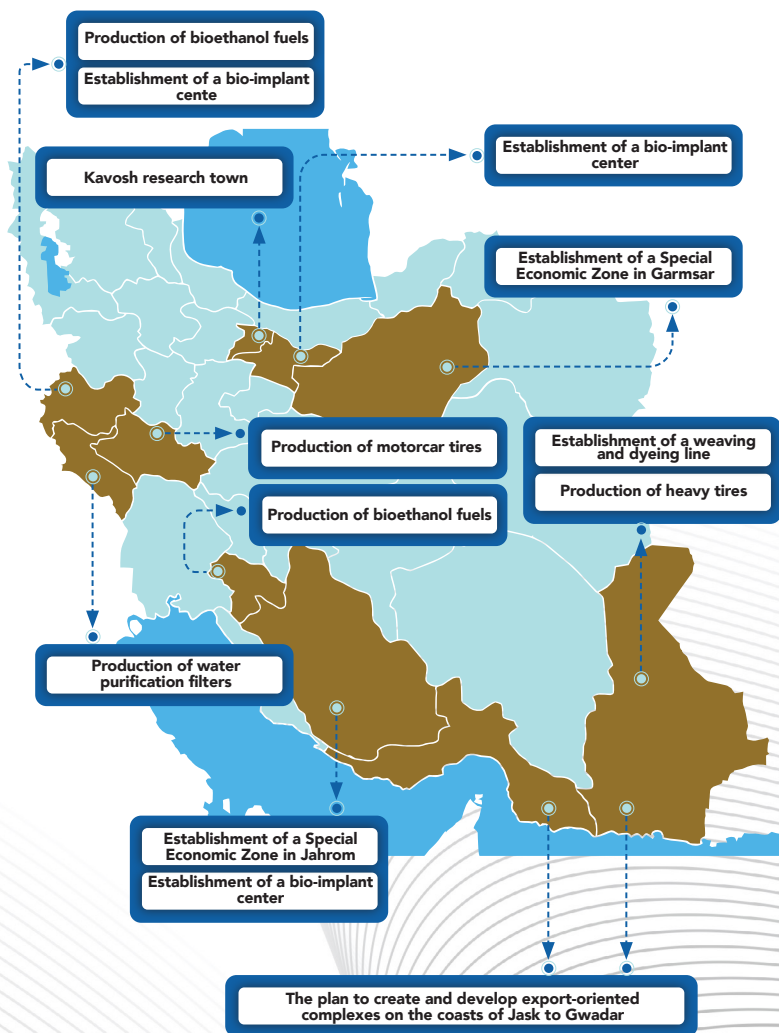 Production of bioethanol fuels
Establishment of a bio-implant
cente
Kavosh research town
Establishment of a bio-implant
center
Establishment of a Special
Economic Zone in Garmsar
Production of motorcar tires
Establishment of a weaving
and dyeing line
Production of heavy tires
Production of bioethanol fuels
Production of water
purification filters
Establishment of a Special
Economic Zone in Jahrom
Establishment of a bio-implant
center
The plan to create and develop export-oriented
complexes on the coasts of Jask to Gwadar